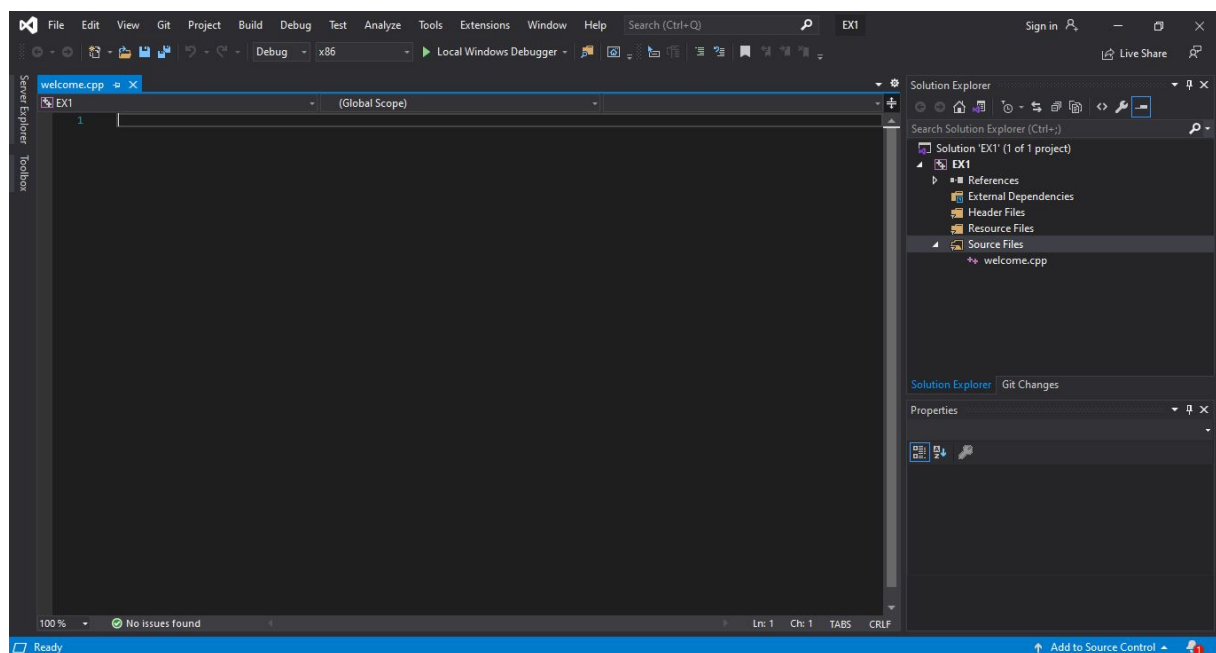 File Edit View Git Project Build Debug Test Analyze Tools Extensions Window Help Search (Ctrl+Q) EX1 Sign in
Debug x86 Local Windows Debugger Live Share
Server Explorer
Toolbox
welcome.cpp
EX1 (Global Scope)
1
100 % No issues found Ln: 1 Ch: 1 TABS CRLF
Solution Explorer
Search Solution Explorer (Ctrl+;)
Solution 'EX1' (1 of 1 project)
EX1
References
External Dependencies
Header Files
Resource Files
Source Files
welcome.cpp
Solution Explorer Git Changes
Properties
Ready Add to Source Control 1